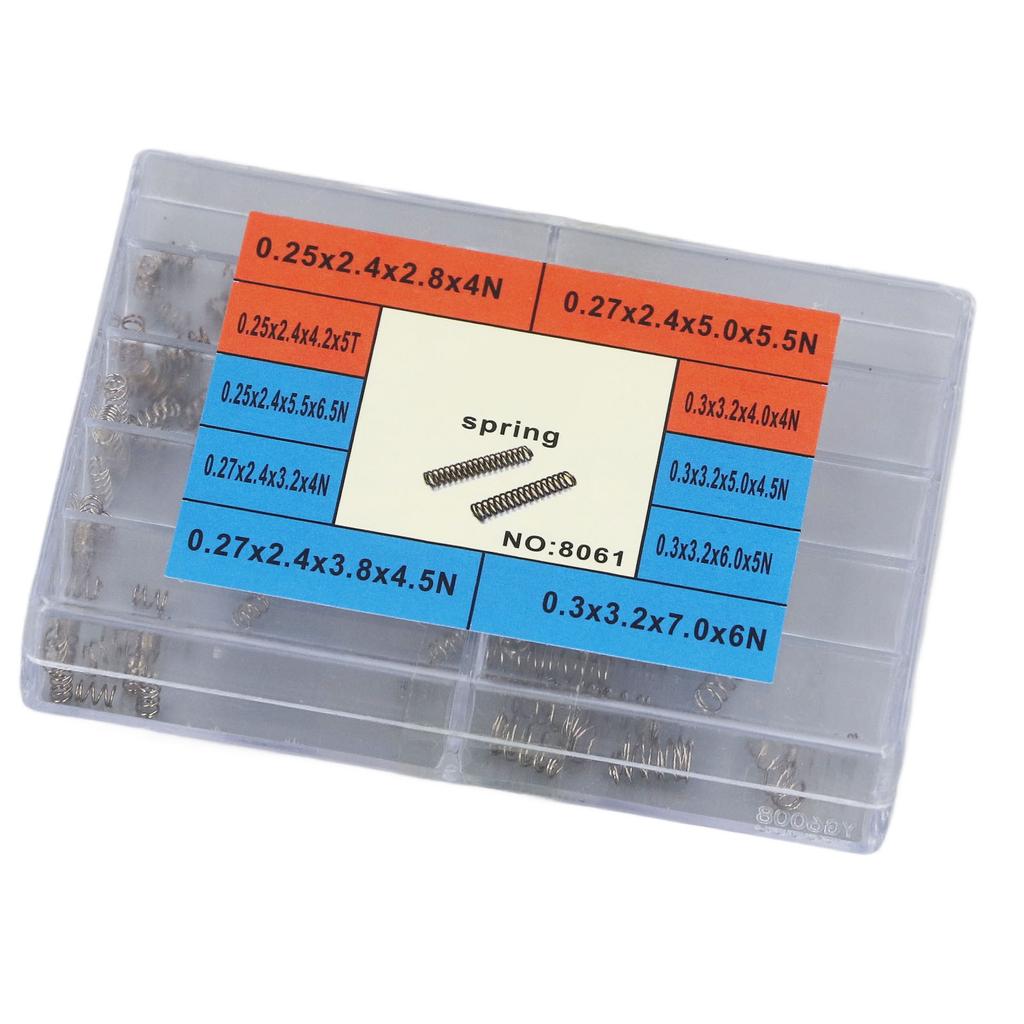 0.25x2.4x2.8x4N
0.27x2.4x5.0x5.5N
0.25x2.4x4.2x5T
0.3x3.2x4.0x4N
0.25x2.4x5.5x6.5N
0.3x3.2x5.0x4.5N
0.27x2.4x3.2x4N
0.3x3.2x6.0x5N
0.27x2.4x3.8x4.5N
0.3x3.2x7.0x6N
spring
NO:8061